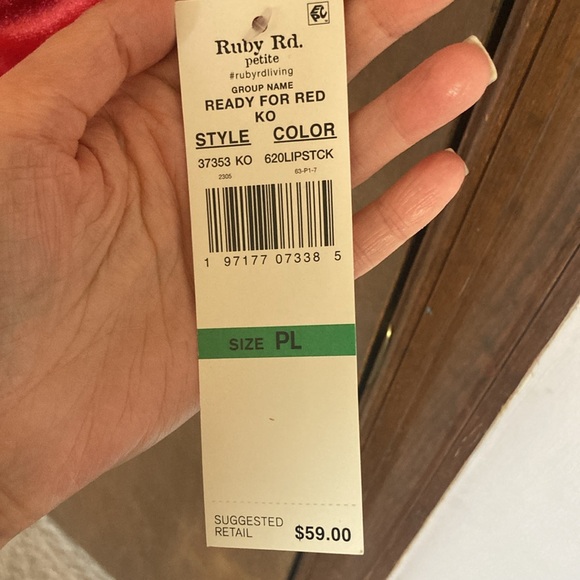 Ruby Rd.
petite
#rubyrdliving
GROUP NAME
READY FOR RED
KO
STYLE COLOR
37353 KO 620LIPSTCK
2305 63-P1-7
1 97177 07338 5
SIZE PL
SUGGESTED
RETAIL $59.00